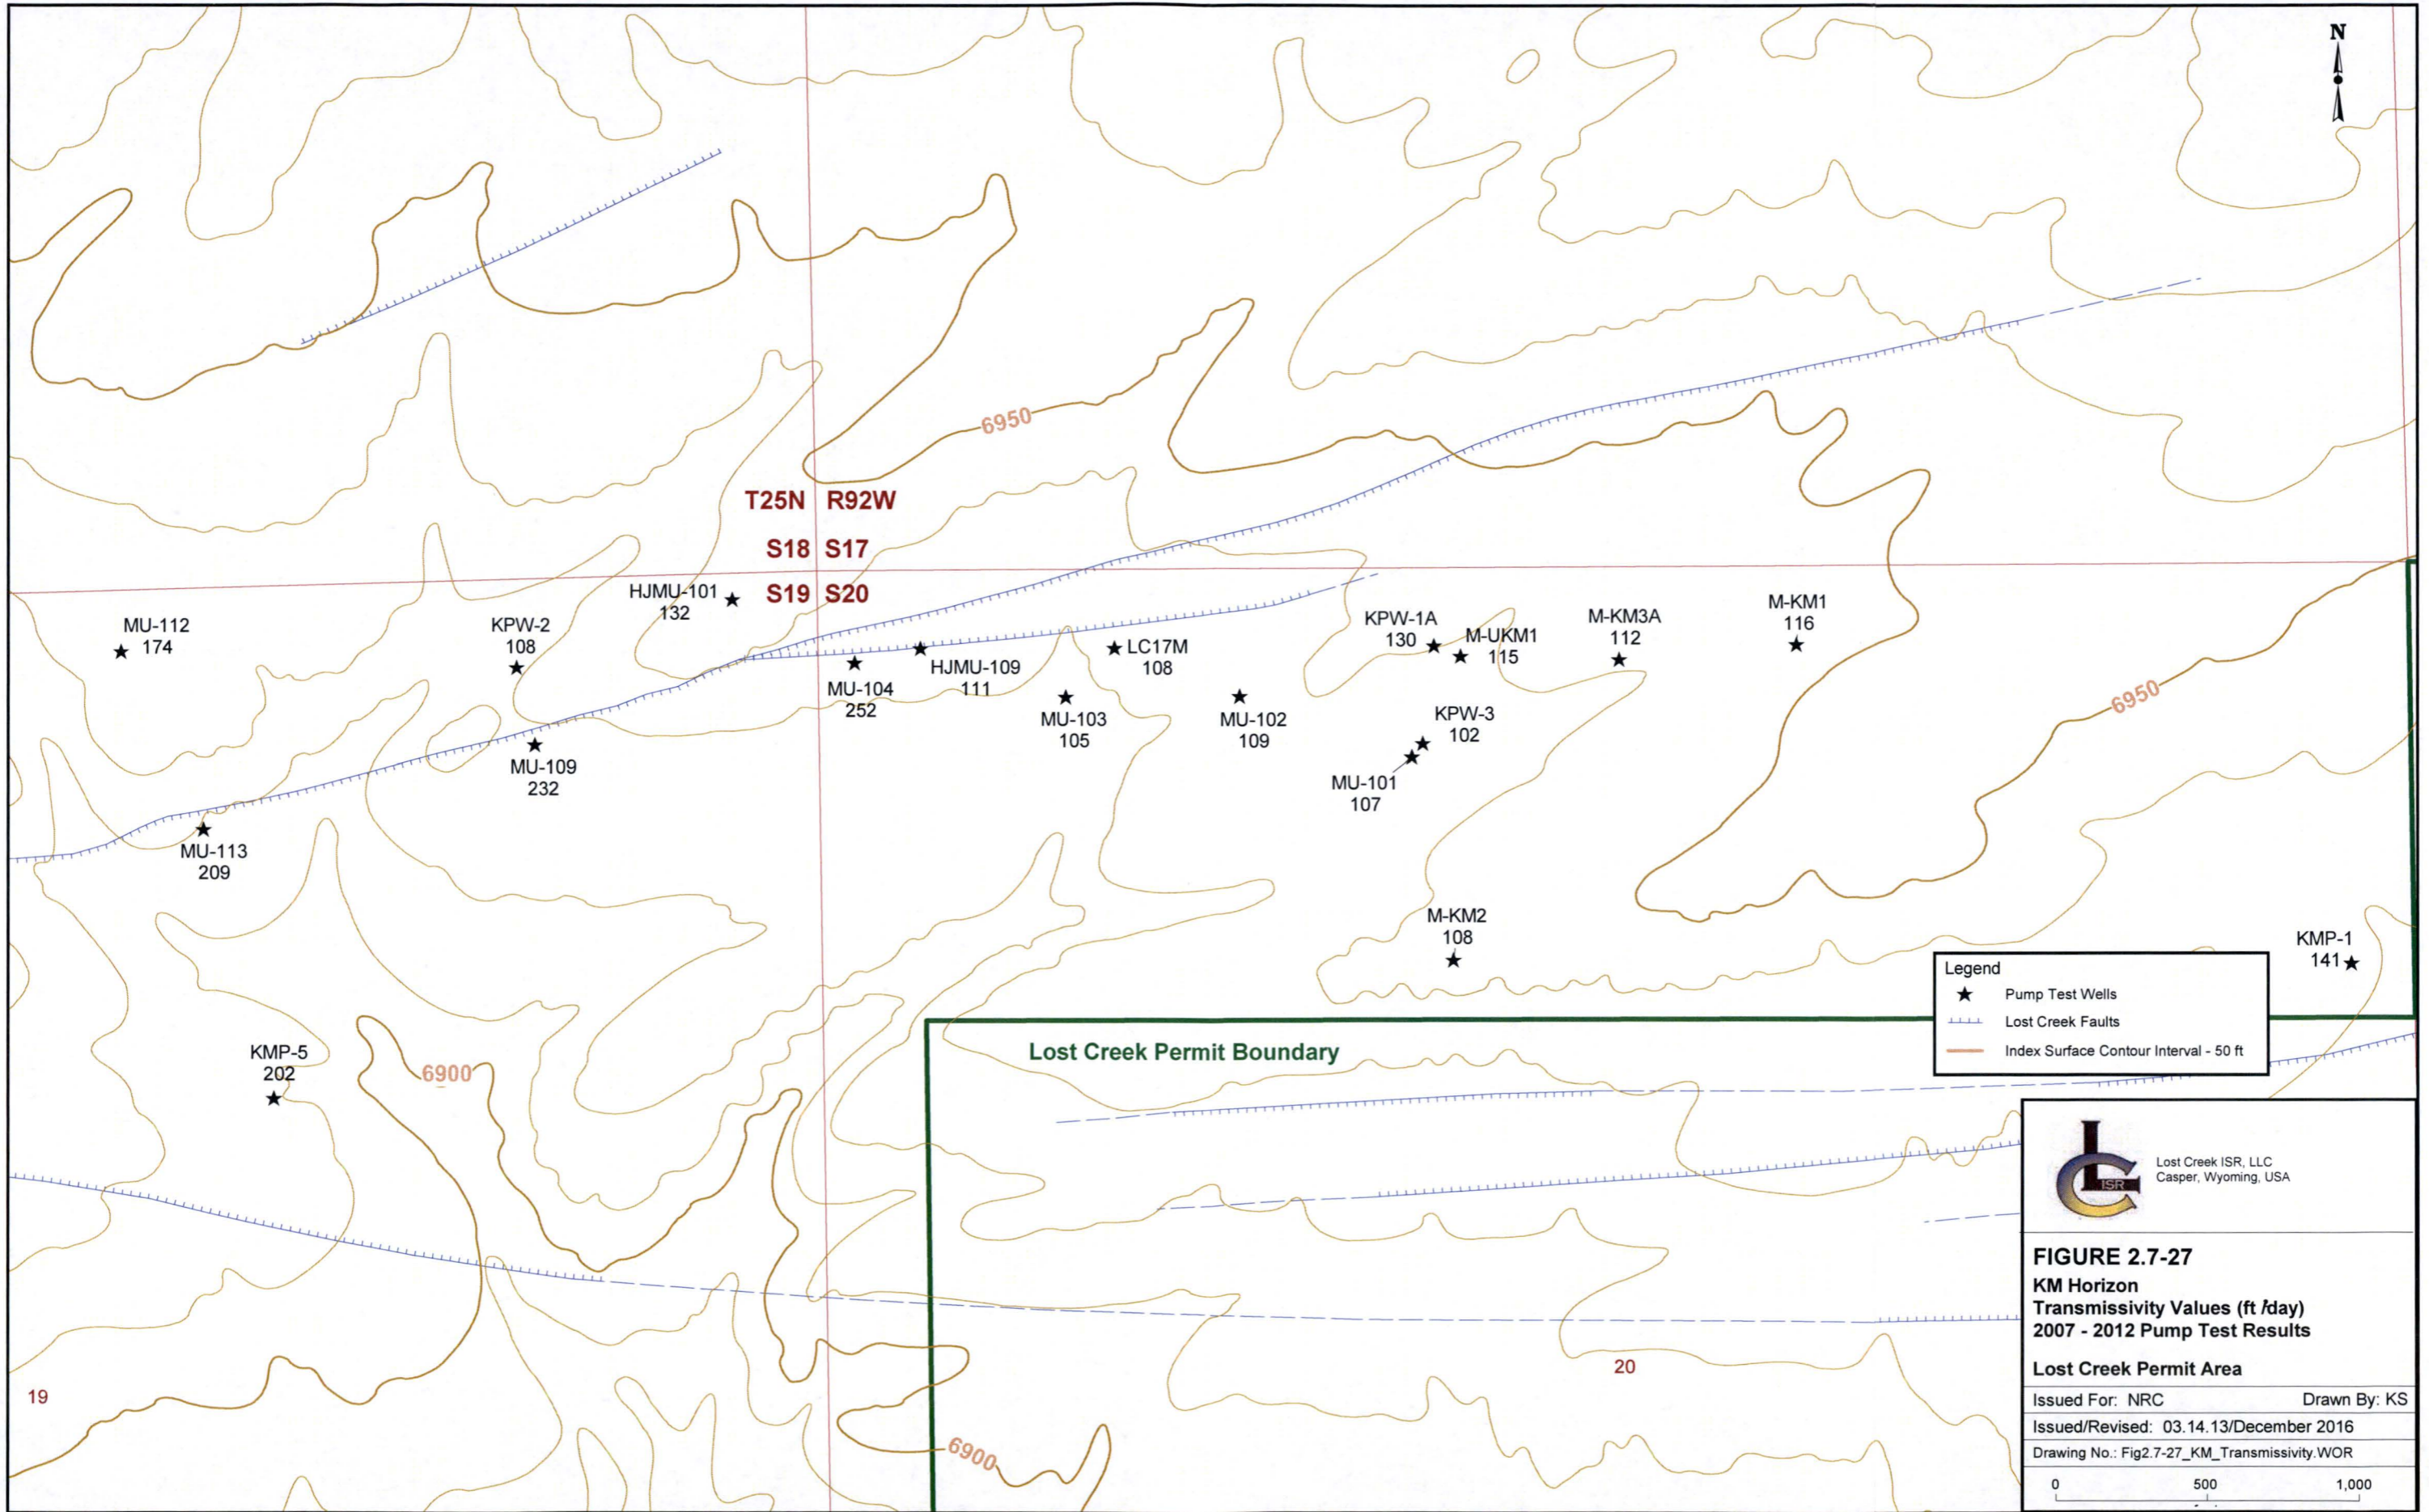 N
6950
T25N R92W
S18 S17
S19 S20
HJMU-101
132
MU-112
174
KPW-2
108
MU-109
232
MU-113
209
MU-104
252
HJMU-109
111
LC17M
108
MU-103
105
MU-102
109
KPW-1A
130
M-UKM1
115
M-KM3A
112
M-KM1
116
KPW-3
102
MU-101
107
6950
M-KM2
108
KMP-1
141
KMP-5
202
6900
Lost Creek Permit Boundary
Legend
Pump Test Wells
Lost Creek Faults
Index Surface Contour Interval - 50 ft
19
20
6900
LC ISR
Lost Creek ISR, LLC
Casper, Wyoming, USA
FIGURE 2.7-27
KM Horizon
Transmissivity Values (ft /day)
2007 - 2012 Pump Test Results
Lost Creek Permit Area
Issued For: NRC Drawn By: KS
Issued/Revised: 03.14.13/December 2016
Drawing No.: Fig2.7-27_KM_Transmissivity.WOR
0 500 1,000